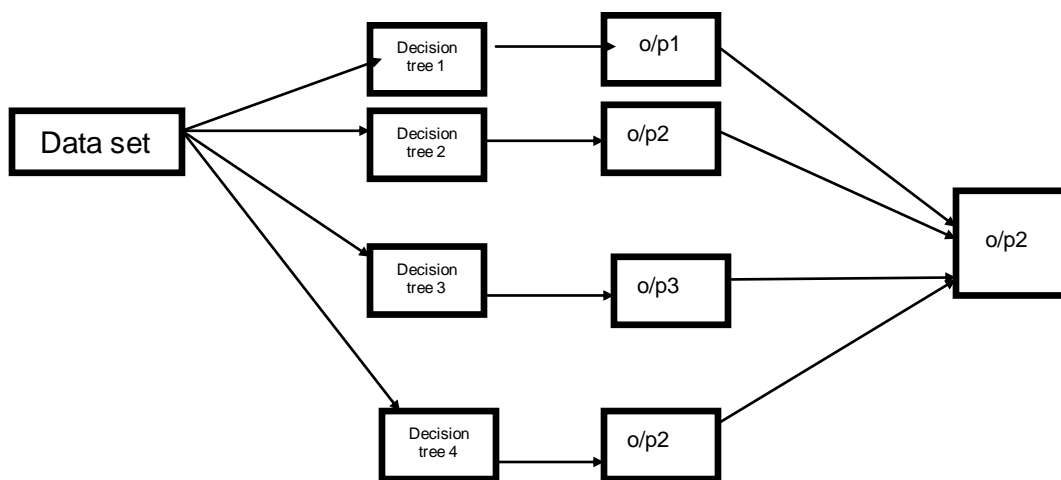 Data set
Decision
tree 1
o/p1
Decision
tree 2
o/p2
Decision
tree 3
o/p3
Decision
tree 4
o/p2
o/p2